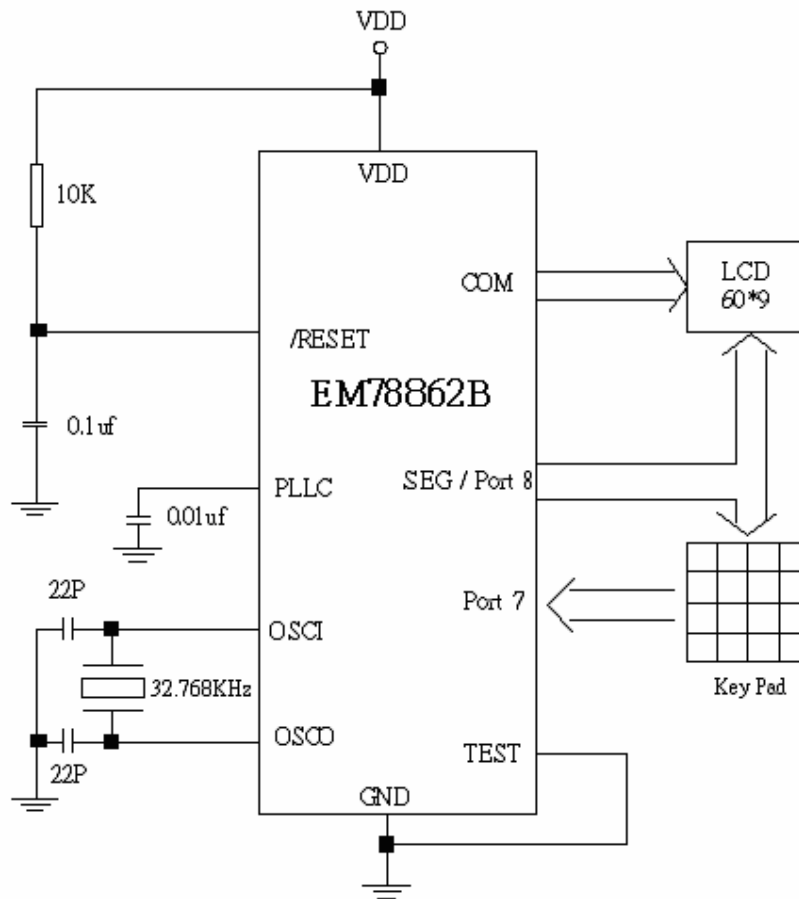 VDD
VDD
10K
COM
LCD
60*9
/RESET
EM78862B
0.1uf
PLLC
SEG / Port 8
0.01uf
22P
Port 7
OSCI
32.768KHz
Key Pad
OSCO
TEST
22P
GND